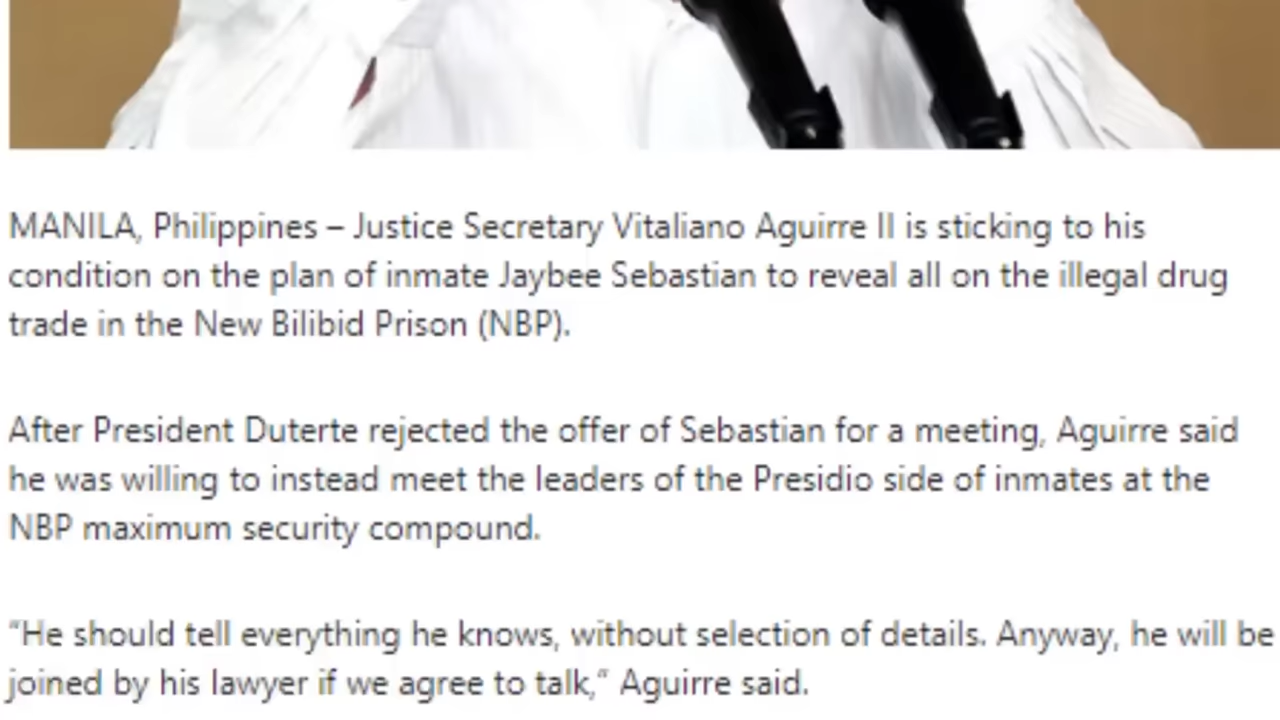 MANILA, Philippines – Justice Secretary Vitaliano Aguirre II is sticking to his
condition on the plan of inmate Jaybee Sebastian to reveal all on the illegal drug
trade in the New Bilibid Prison (NBP).
After President Duterte rejected the offer of Sebastian for a meeting, Aguirre said
he was willing to instead meet the leaders of the Presidio side of inmates at the
NBP maximum security compound.
“He should tell everything he knows, without selection of details. Anyway, he will be
joined by his lawyer if we agree to talk,” Aguirre said.